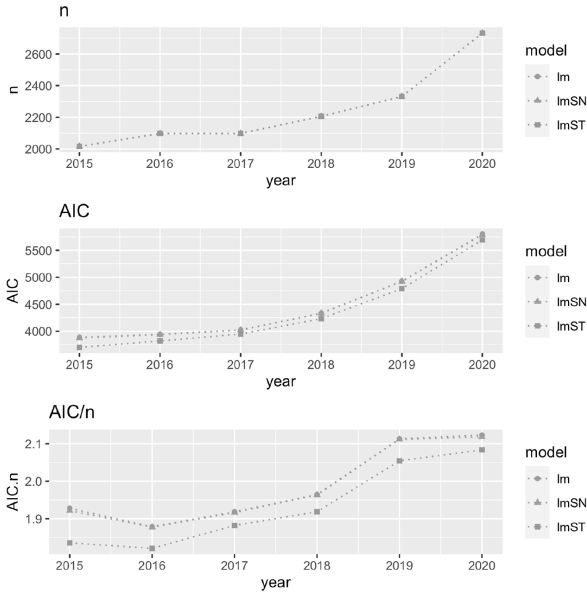 n
2600
2400
2200
2000
n
2015 2016 2017 2018 2019 2020
year
model
lm
lmSN
lmST
AIC
5500
5000
4500
4000
AIC
2015 2016 2017 2018 2019 2020
year
model
lm
lmSN
lmST
AIC/n
2.1
2.0
1.9
AIC.n
2015 2016 2017 2018 2019 2020
year
model
lm
lmSN
lmST